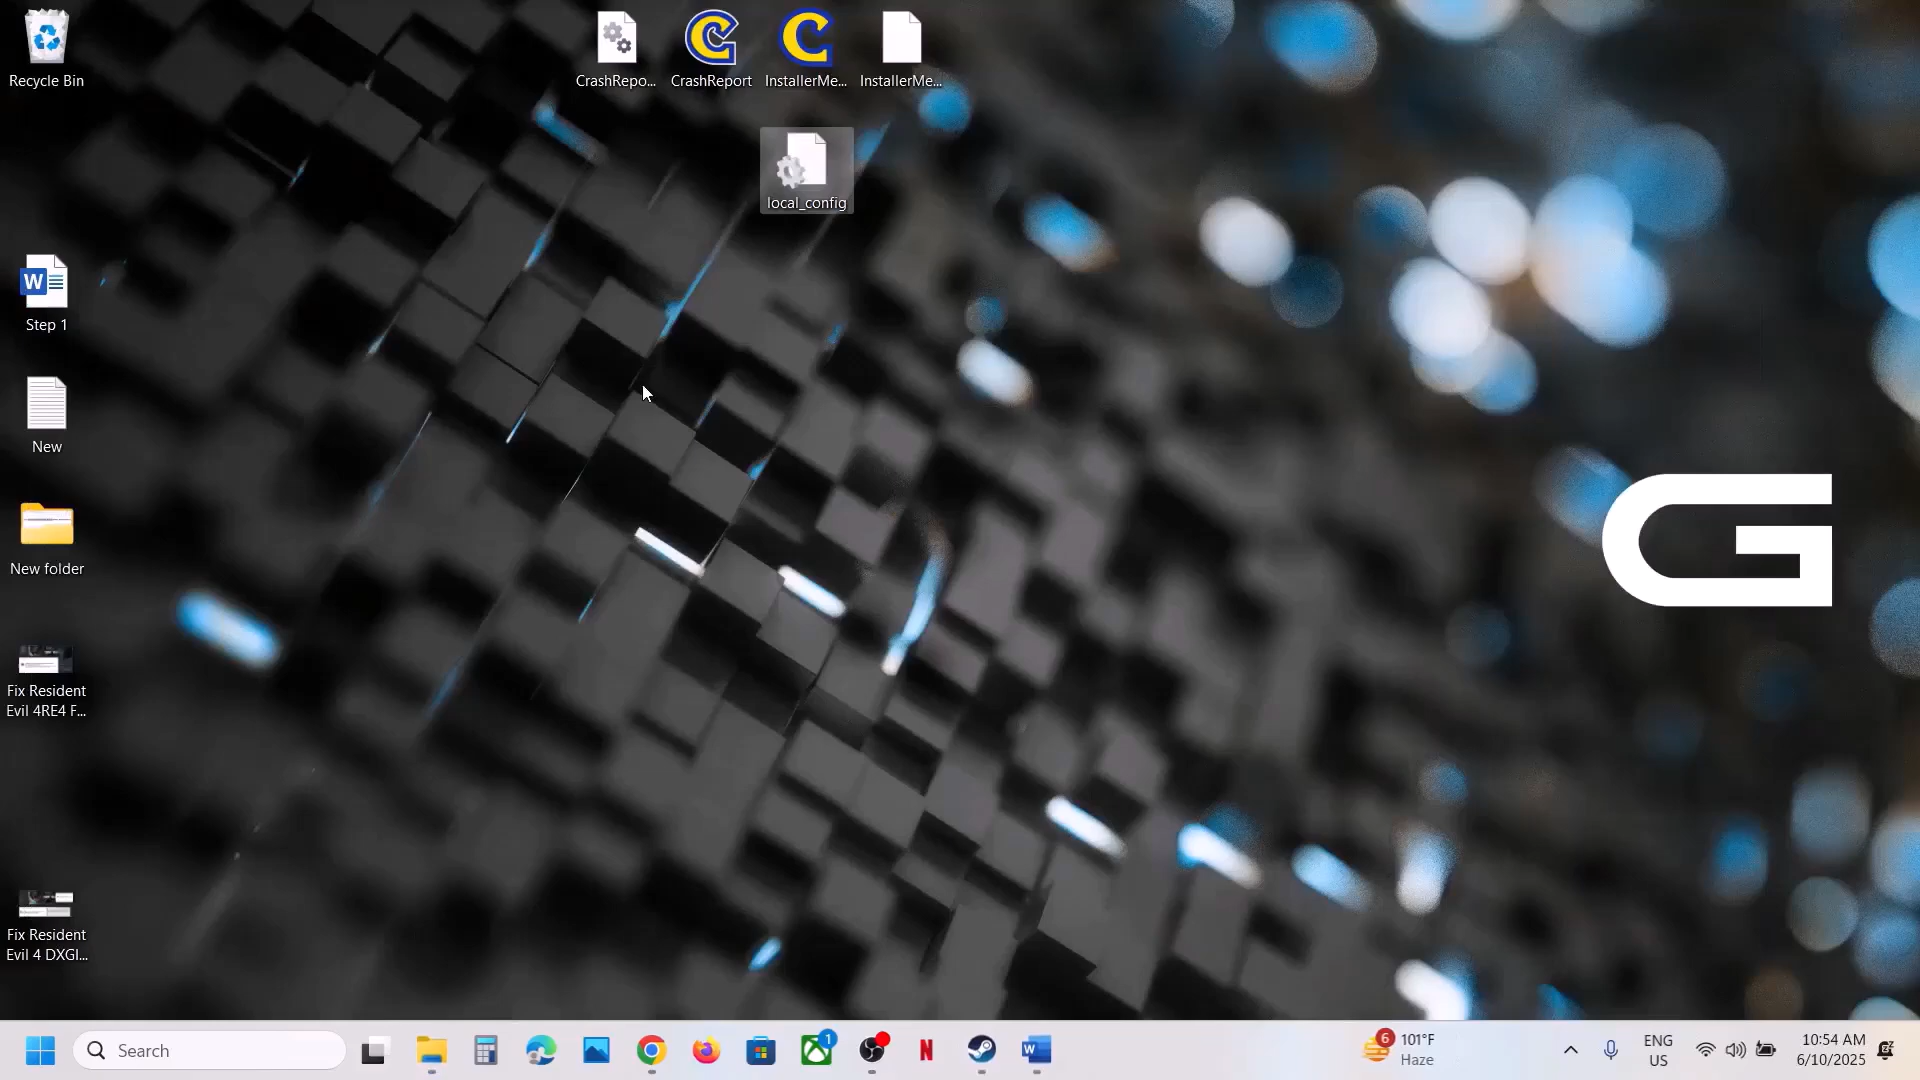 Recycle Bin
CrashRepo...
CrashReport
InstallerMe...
InstallerMe...
local_config
Step 1
New
New folder
Fix Resident
Evil 4RE4 F...
Fix Resident
Evil 4 DXGI...
G
Search
1
6
101°F
Haze
ENG
US
10:54 AM
6/10/2025